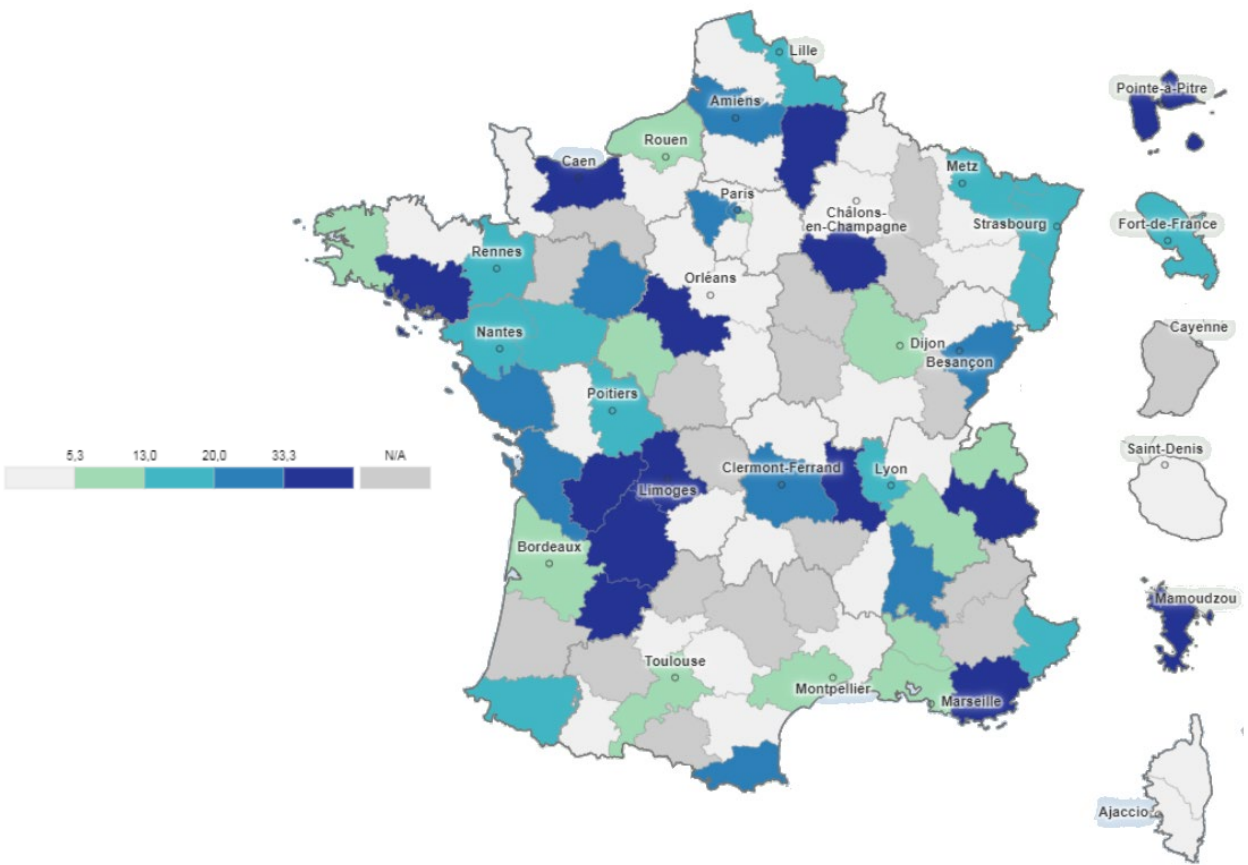 Lille
Pointe-à-Pitre
Amiens
Rouen
Caen
Metz
Paris
Châlons-
en-Champagne
Strasbourg
Fort-de-France
Rennes
Orléans
Nantes
Cayenne
Dijon
Besançon
Poitiers
5,3 13,0 20,0 33,3 N/A
Saint-Denis
Clermont-Ferrand
Lyon
Limoges
Bordeaux
Mamoudzou
Toulouse
Montpellier
Marseille
Ajaccio